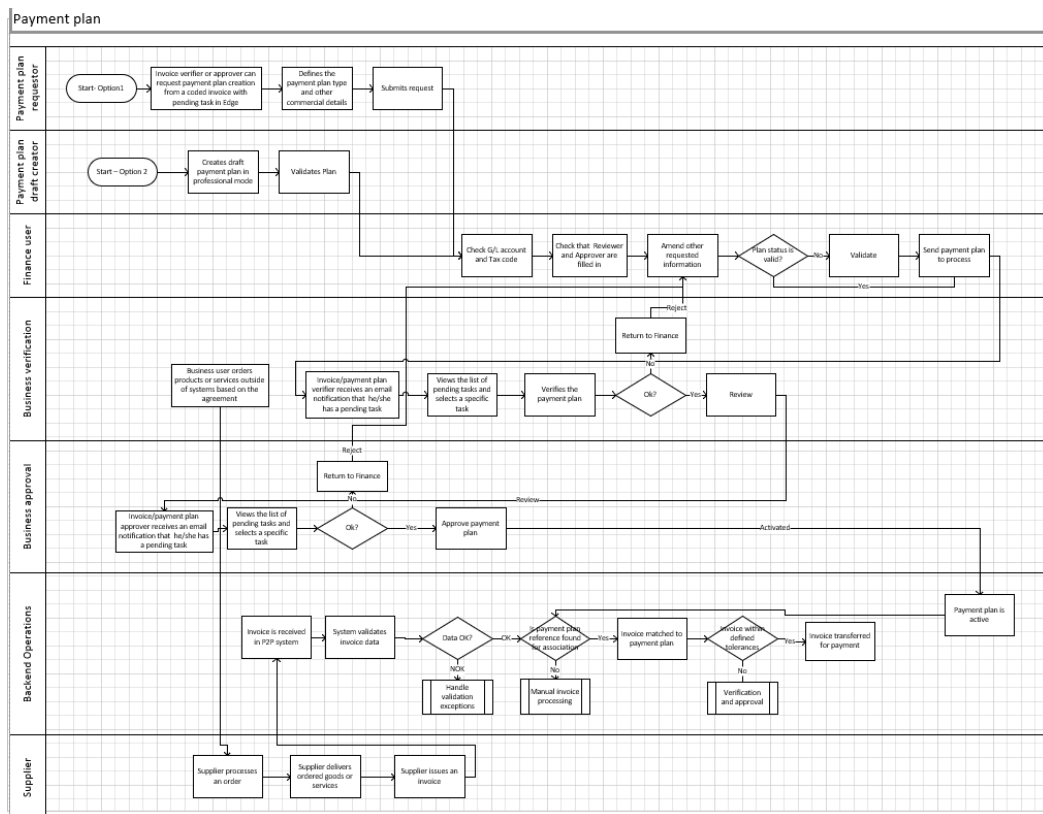 Payment plan
Payment plan
requestor
Start- Option1
Invoice verifier or approver can
request payment plan creation
from a coded invoice with
pending task in Edge
Defines the
payment plan type
and other
commercial details
Submits request
Payment plan
draft creator
Start – Option 2
Creates draft
payment plan in
professional mode
Validates Plan
Finance user
Check G/L account
and Tax code
Check that Reviewer
and Approver are
filled in
Amend other
requested
information
Plan status is
valid?
No
Validate
Send payment plan
to process
Yes
Business verification
Reject
Return to Finance
No
Business user orders
products or services outside
of systems based on the
agreement
Invoice/payment plan
verifier receives an email
notification that he/she
has a pending task
Views the list of
pending tasks and
selects a specific
task
Verifies the
payment plan
Ok?
Yes
Review
Business approval
Reject
Return to Finance
No
Review
Invoice/payment plan
approver receives an email
notification that he/she has
a pending task
Views the list of
pending tasks and
selects a specific
task
Ok?
Yes
Approve payment
plan
Activated
Backend Operations
Payment plan is
active
Invoice is received
in P2P system
System validates
invoice data
Data OK?
OK
Is payment plan
reference found
for association
Yes
Invoice matched to
payment plan
Invoice within
defined
tolerances
Yes
Invoice transferred
for payment
NOK
Handle
validation
exceptions
No
Manual invoice
processing
No
Verification
and approval
Supplier
Supplier processes
an order
Supplier delivers
ordered goods or
services
Supplier issues an
invoice